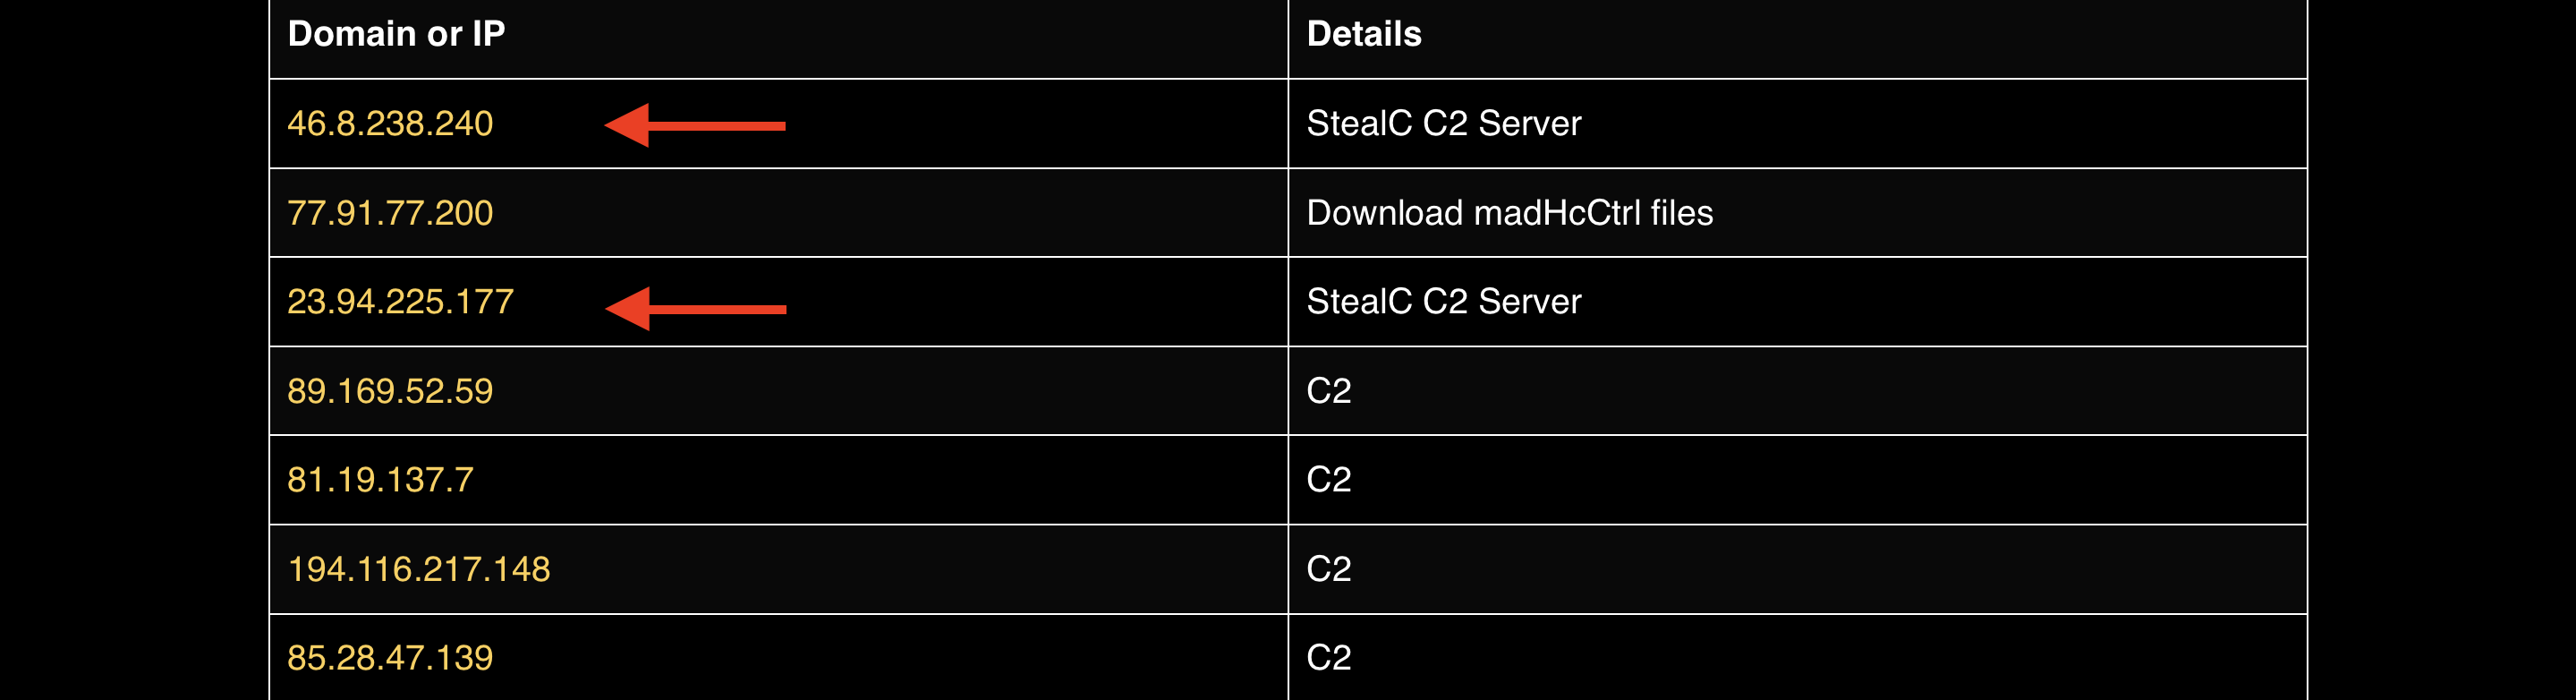 Domain or IP Details
46.8.238.240 StealC C2 Server
77.91.77.200 Download madHcCtrl files
23.94.225.177 StealC C2 Server
89.169.52.59 C2
81.19.137.7 C2
194.116.217.148 C2
85.28.47.139 C2